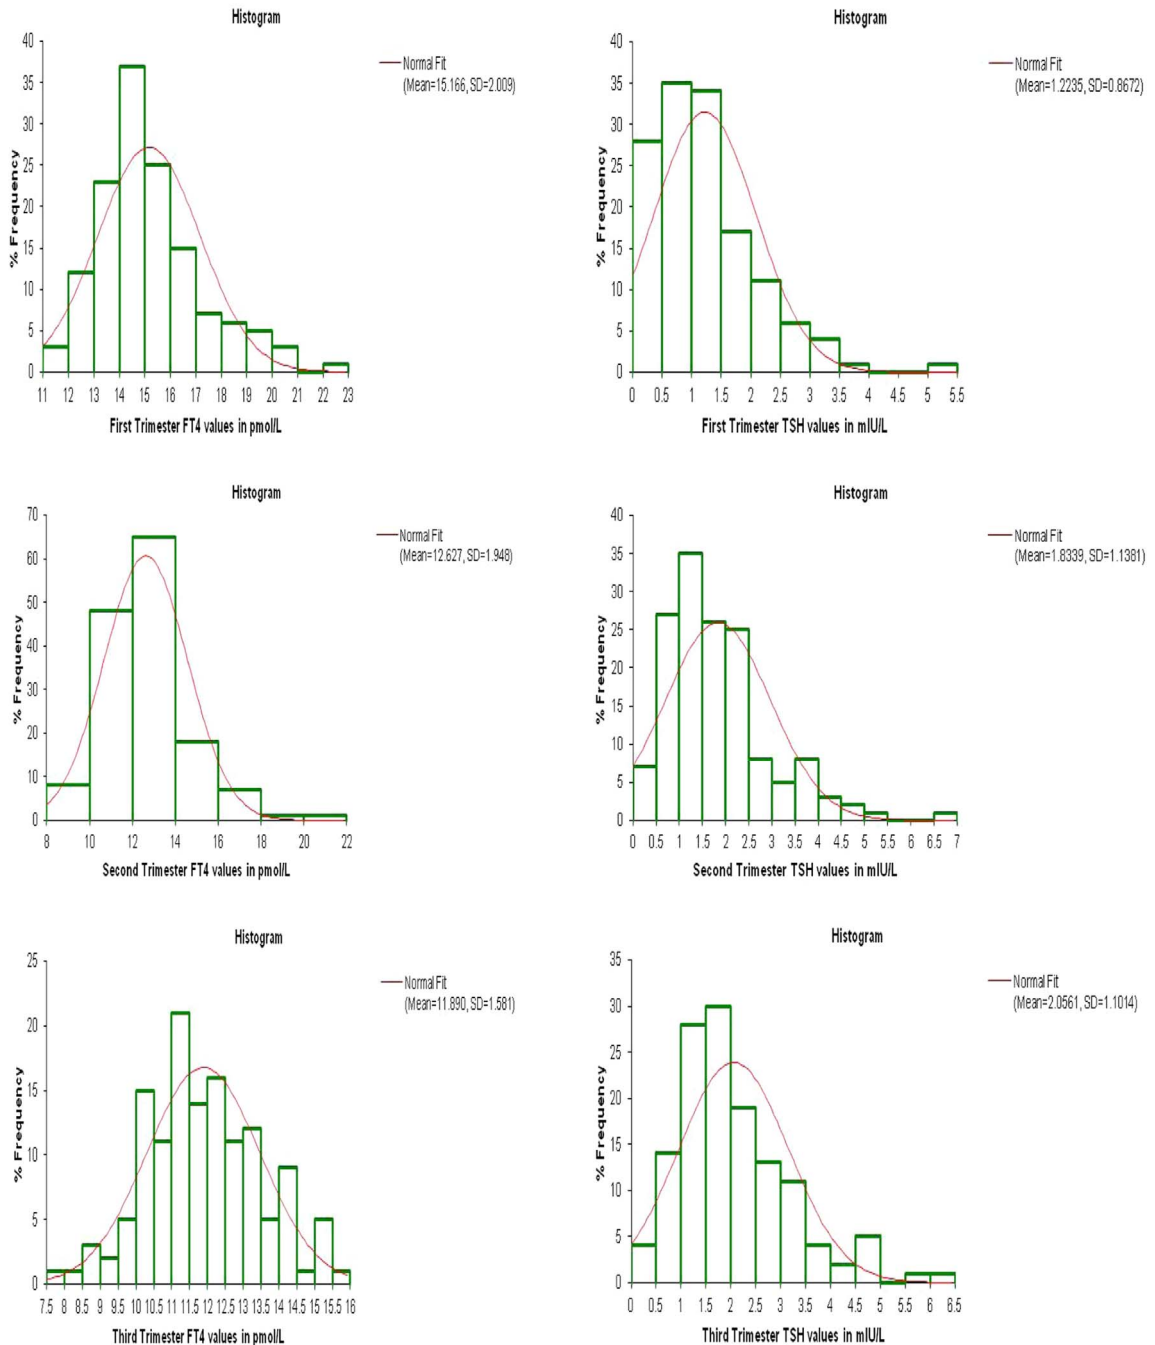 Histogram
Normal Fit
(Mean=15.166, SD=2.009)
% Frequency
40
35
30
25
20
15
10
5
0
11 12 13 14 15 16 17 18 19 20 21 22 23
First Trimester FT4 values in pmol/L
Histogram
Normal Fit
(Mean=1.2235, SD=0.8672)
% Frequency
40
35
30
25
20
15
10
5
0
0 0.5 1 1.5 2 2.5 3 3.5 4 4.5 5 5.5
First Trimester TSH values in mIU/L
Histogram
Normal Fit
(Mean=12.627, SD=1.948)
% Frequency
70
60
50
40
30
20
10
0
8 10 12 14 16 18 20 22
Second Trimester FT4 values in pmol/L
Histogram
Normal Fit
(Mean=1.8339, SD=1.1381)
% Frequency
40
35
30
25
20
15
10
5
0
0 0.5 1 1.5 2 2.5 3 3.5 4 4.5 5 5.5 6 6.5 7
Second Trimester TSH values in mIU/L
Histogram
Normal Fit
(Mean=11.890, SD=1.581)
% Frequency
25
20
15
10
5
0
7.5 8 8.5 9 9.5 10 10.5 11 11.5 12 12.5 13 13.5 14 14.5 15 15.5 16
Third Trimester FT4 values in pmol/L
Histogram
Normal Fit
(Mean=2.0561, SD=1.1014)
% Frequency
35
30
25
20
15
10
5
0
0 0.5 1 1.5 2 2.5 3 3.5 4 4.5 5 5.5 6 6.5
Third Trimester TSH values in mIU/L